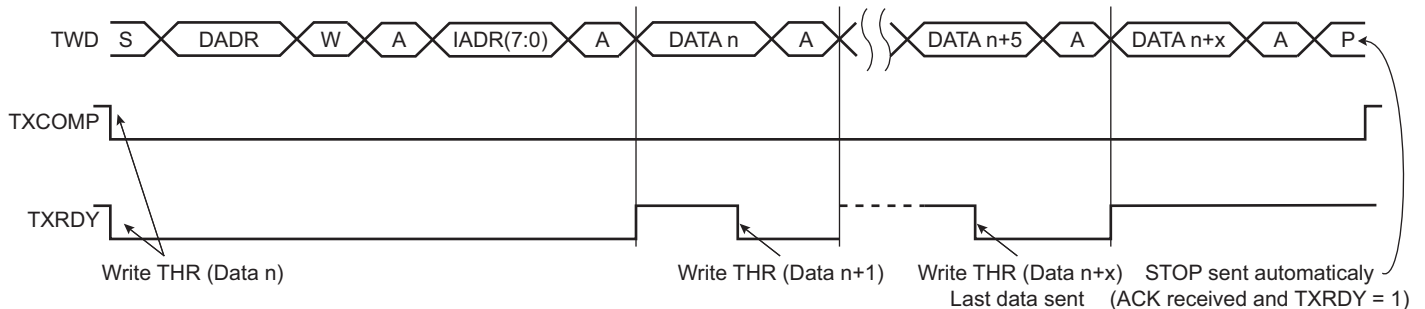 TWD S DADR W A IADR(7:0) A DATA n A DATA n+5 A DATA n+x A P
TXCOMP
TXRDY
Write THR (Data n) Write THR (Data n+1) Write THR (Data n+x) STOP sent automaticaly
Last data sent (ACK received and TXRDY = 1)